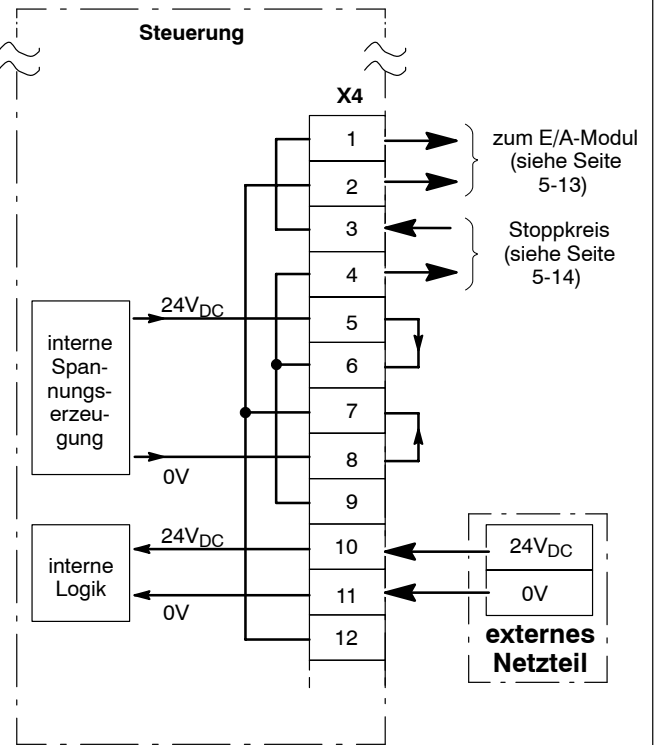 Steuerung
X4
1
zum E/A-Modul
(siehe Seite
5-13)
2
3
Stoppkreis
(siehe Seite
5-14)
4
24VDC
5
interne
Span-
nungs-
erzeu-
gung
6
7
8
0V
9
24VDC
10
24VDC
interne
Logik
11
0V
0V
12
externes
Netzteil